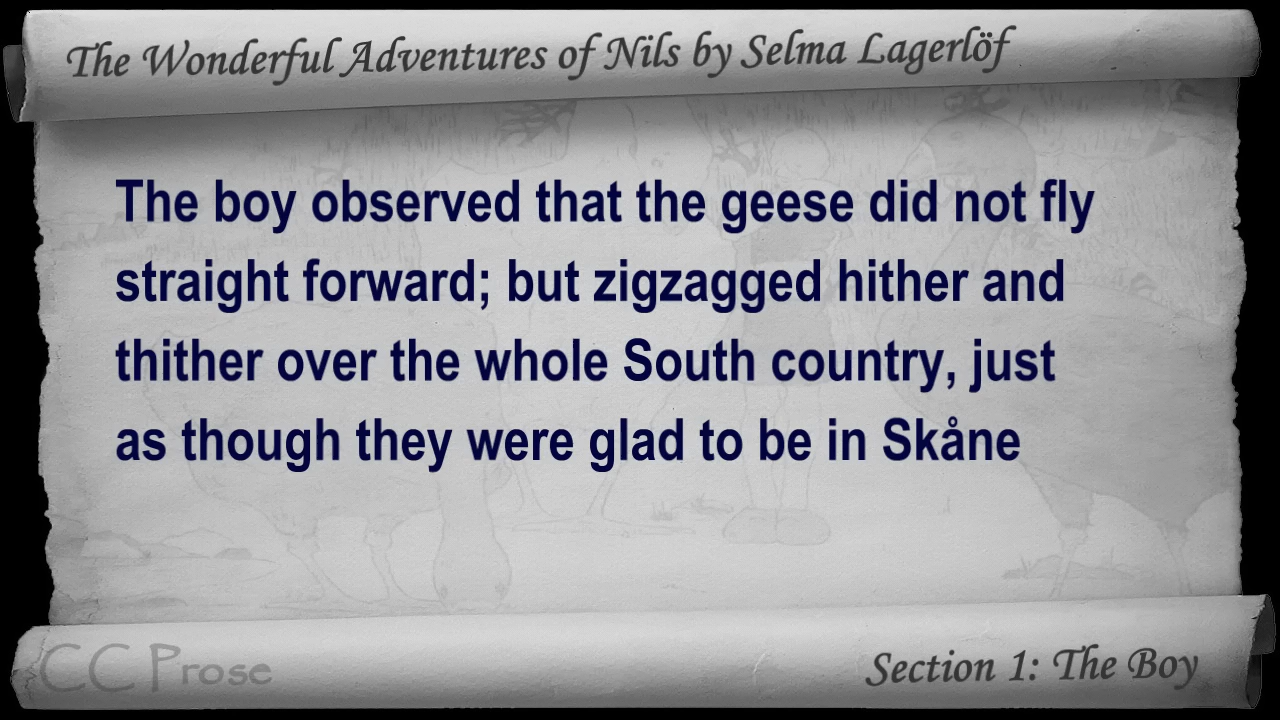 The Wonderful Adventures of Nils by Selma Lagerlöf
The boy observed that the geese did not fly
straight forward; but zigzagged hither and
thither over the whole South country, just
as though they were glad to be in Skåne
CC Prose
Section 1: The Boy